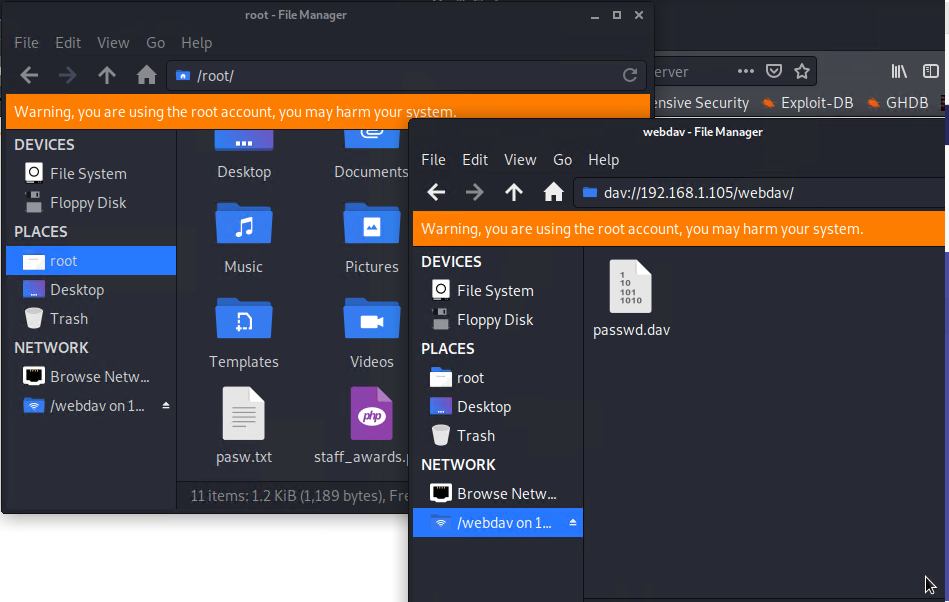 root - File Manager
File Edit View Go Help
/root/
Warning, you are using the root account, you may harm your system.
DEVICES
File System
Floppy Disk
PLACES
root
Desktop
Trash
NETWORK
Browse Netw...
/webdav on 1...
Desktop
Documents
Music
Pictures
Templates
Videos
pasw.txt
php
staff_awards.
11 items: 1.2 KiB (1,189 bytes), Fre
erver
ensive Security
Exploit-DB
GHDB
webdav - File Manager
File Edit View Go Help
dav://192.168.1.105/webdav/
Warning, you are using the root account, you may harm your system.
DEVICES
File System
Floppy Disk
PLACES
root
Desktop
Trash
NETWORK
Browse Netw...
/webdav on 1...
1
10
101
1010
passwd.dav